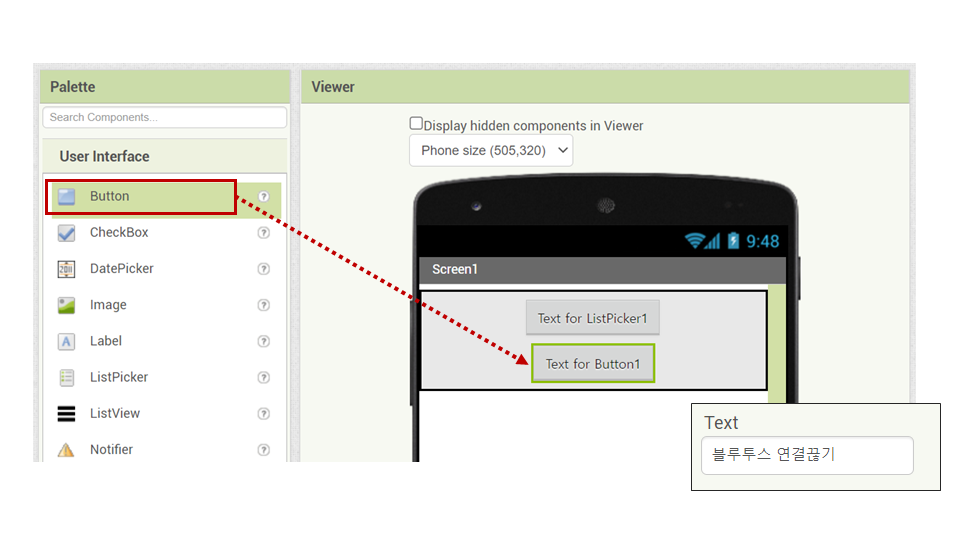 Palette
Search Components...
User Interface
Button
?
CheckBox
?
DatePicker
?
Image
?
Label
?
ListPicker
?
ListView
?
Notifier
?
Viewer
Display hidden components in Viewer
Phone size (505,320)
9:48
Screen1
Text for ListPicker1
Text for Button1
Text
블루투스 연결끊기